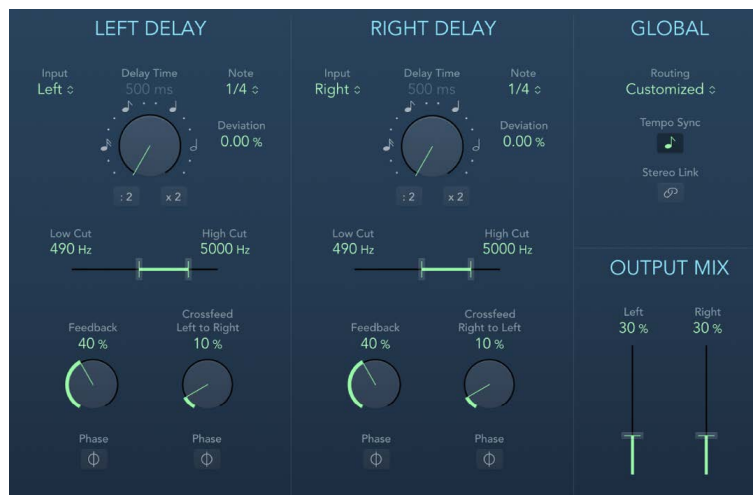 LEFT DELAY
Input
Left
Delay Time
500 ms
Note
1/4
Deviation
0.00 %
: 2
x 2
Low Cut
490 Hz
High Cut
5000 Hz
Feedback
40 %
Crossfeed
Left to Right
10 %
Phase
Phase
RIGHT DELAY
Input
Right
Delay Time
500 ms
Note
1/4
Deviation
0.00 %
: 2
x 2
Low Cut
490 Hz
High Cut
5000 Hz
Feedback
40 %
Crossfeed
Right to Left
10 %
Phase
Phase
GLOBAL
Routing
Customized
Tempo Sync
Stereo Link
OUTPUT MIX
Left
30 %
Right
30 %